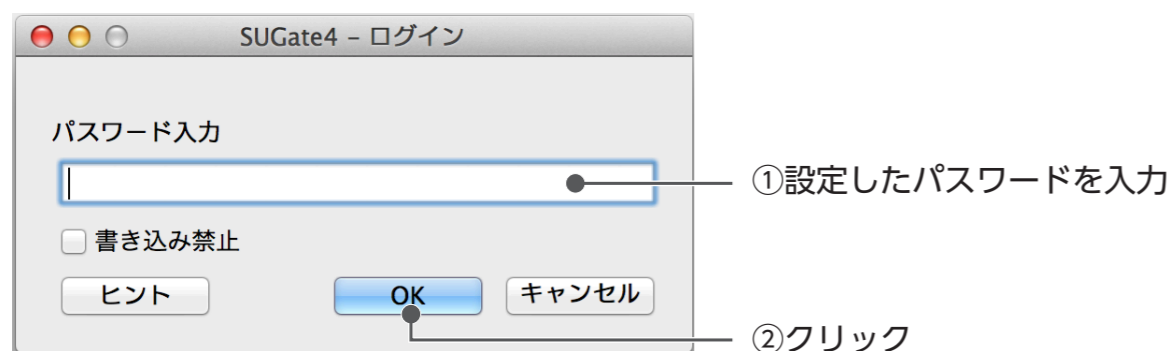 SUGate4 – ログイン
パスワード入力
①設定したパスワードを入力
書き込み禁止
ヒント
OK
キャンセル
②クリック